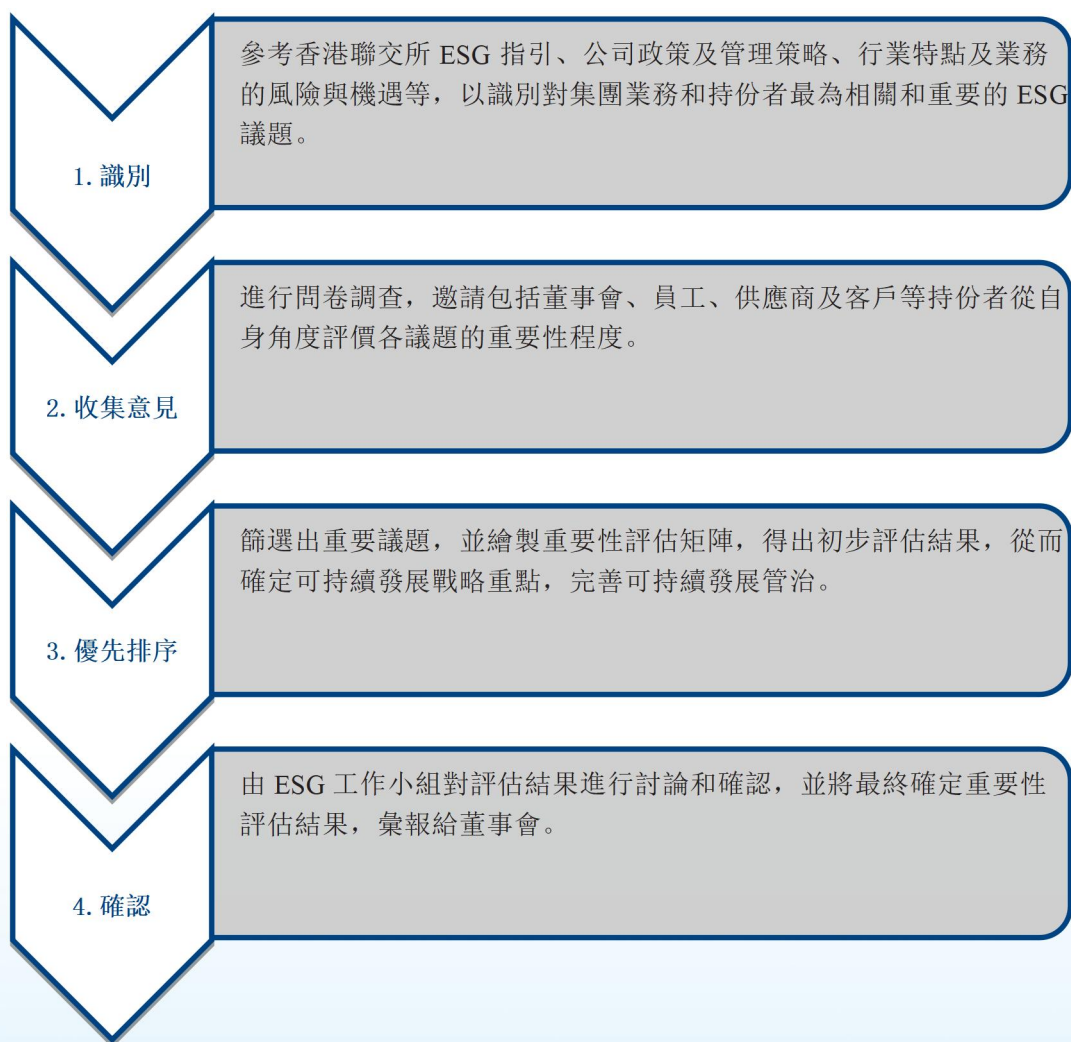 參考香港聯交所 ESG 指引、公司政策及管理策略、行業特點及業務
的風險與機遇等，以識別對集團業務和持份者最為相關和重要的 ESG
議題。
1. 識別
進行問卷調查，邀請包括董事會、員工、供應商及客戶等持份者從自
身角度評價各議題的重要性程度。
2. 收集意見
篩選出重要議題，並繪製重要性評估矩陣，得出初步評估結果，從而
確定可持續發展戰略重點，完善可持續發展管治。
3. 優先排序
由 ESG 工作小組對評估結果進行討論和確認，並將最終確定重要性
評估結果，彙報給董事會。
4. 確認